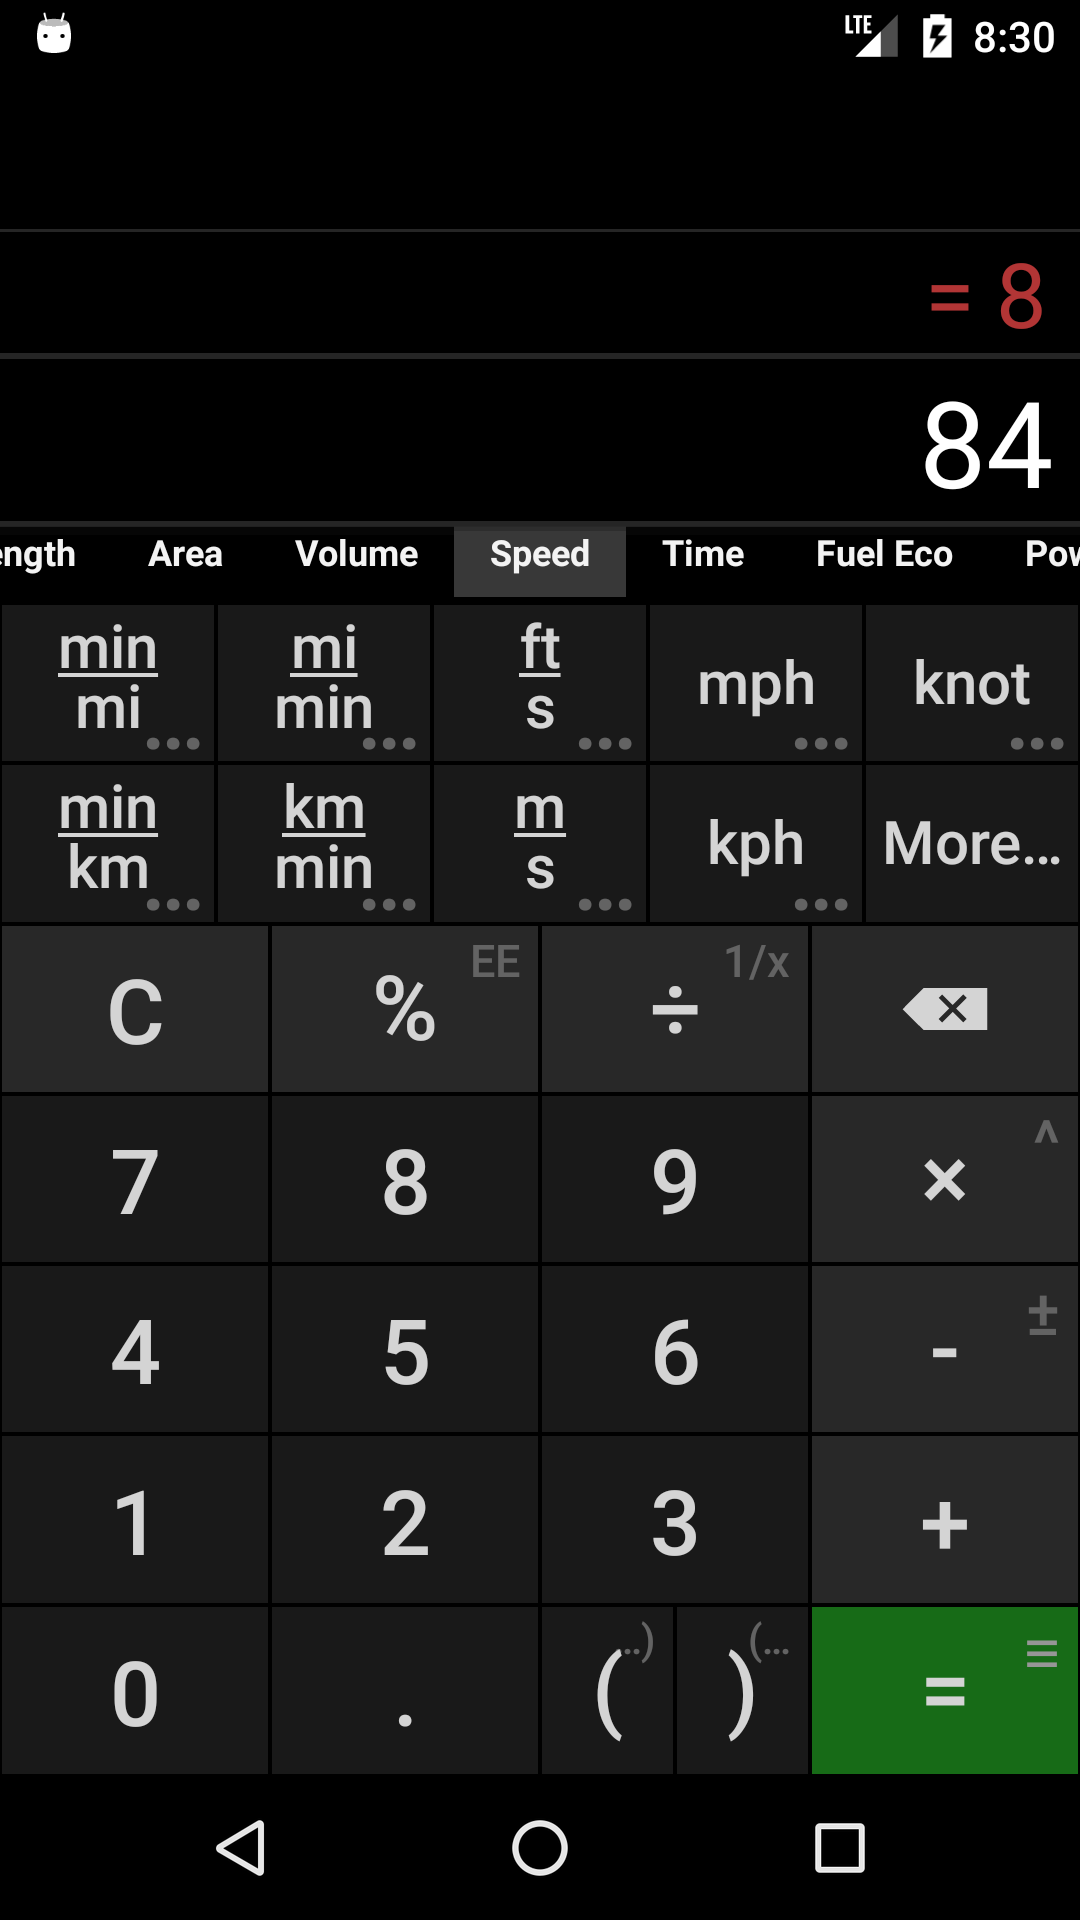 LTE 8:30
= 8
84
ength Area Volume Speed Time Fuel Eco Pow
min mi ft mph knot
mi min s
min km m kph More...
km min s
C % EE ÷ 1/x
7 8 9 × ^
4 5 6 - ±
1 2 3 +
0 . ( ..) ) (... = ≡